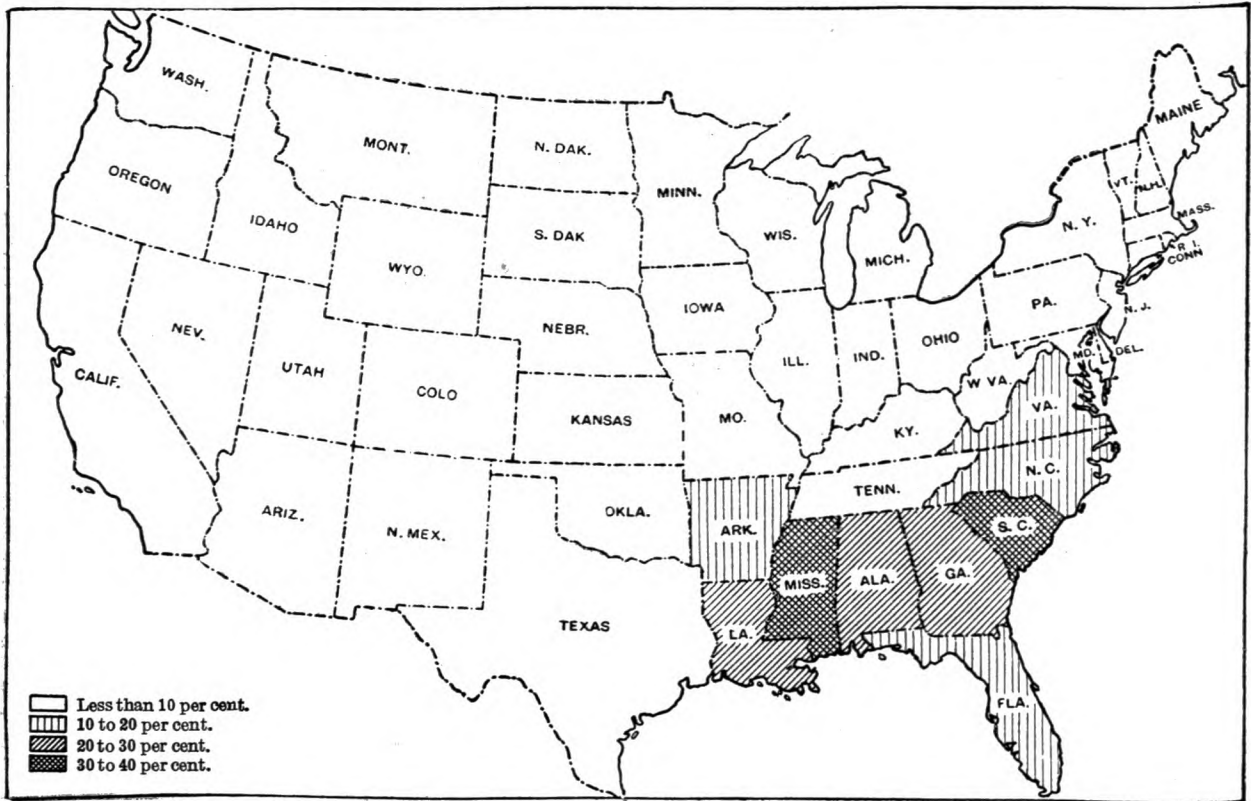 WASH.
MONT.
N. DAK.
MINN.
MAINE
OREGON
IDAHO
S. DAK
WIS.
MICH.
VT.
N.H.
N. Y.
MASS.
R. I.
CONN
WYO.
IOWA
NEBR.
PA.
N. J.
NEV.
UTAH
COLO
ILL.
IND.
OHIO
MD.
DEL.
CALIF.
KANSAS
MO.
W VA.
VA.
KY.
N. C.
ARIZ.
N. MEX.
OKLA.
ARK.
TENN.
S. C.
MISS.
ALA.
GA.
TEXAS
LA.
FLA.
Less than 10 per cent.
10 to 20 per cent.
20 to 30 per cent.
30 to 40 per cent.